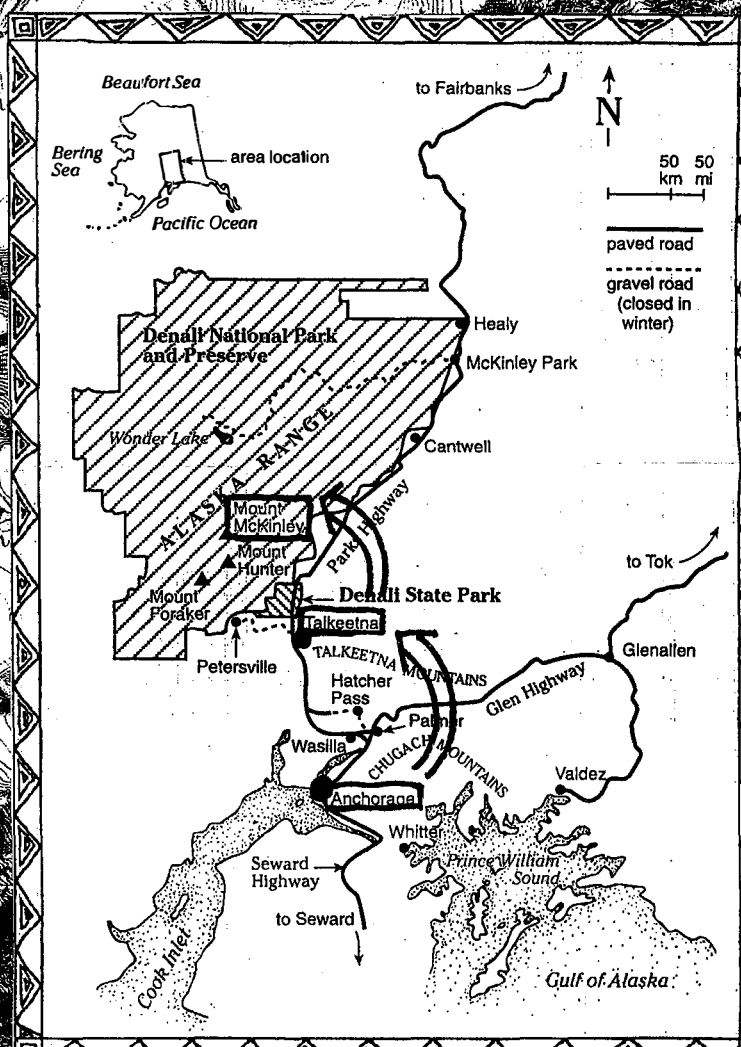 Beaufort Sea
to Fairbanks
N
Bering
Sea
area location
50 50
km mi
Pacific Ocean
paved road
gravel road
(closed in
winter)
Denali National Park
and Preserve
Healy
McKinley Park
Wonder Lake
Cantwell
ALASKA RANGE
Mount
McKinley
Parks Highway
Mount
Hunter
to Tok
Mount
Foraker
Denali State Park
Talkeetna
Petersville
TALKEETNA MOUNTAINS
Glenallen
Hatcher
Pass
Glen Highway
Palmer
Wasilla
CHUGACH MOUNTAINS
Valdez
Anchorage
Whitter
Prince William
Sound
Seward
Highway
to Seward
Cook Inlet
Gulf of Alaska